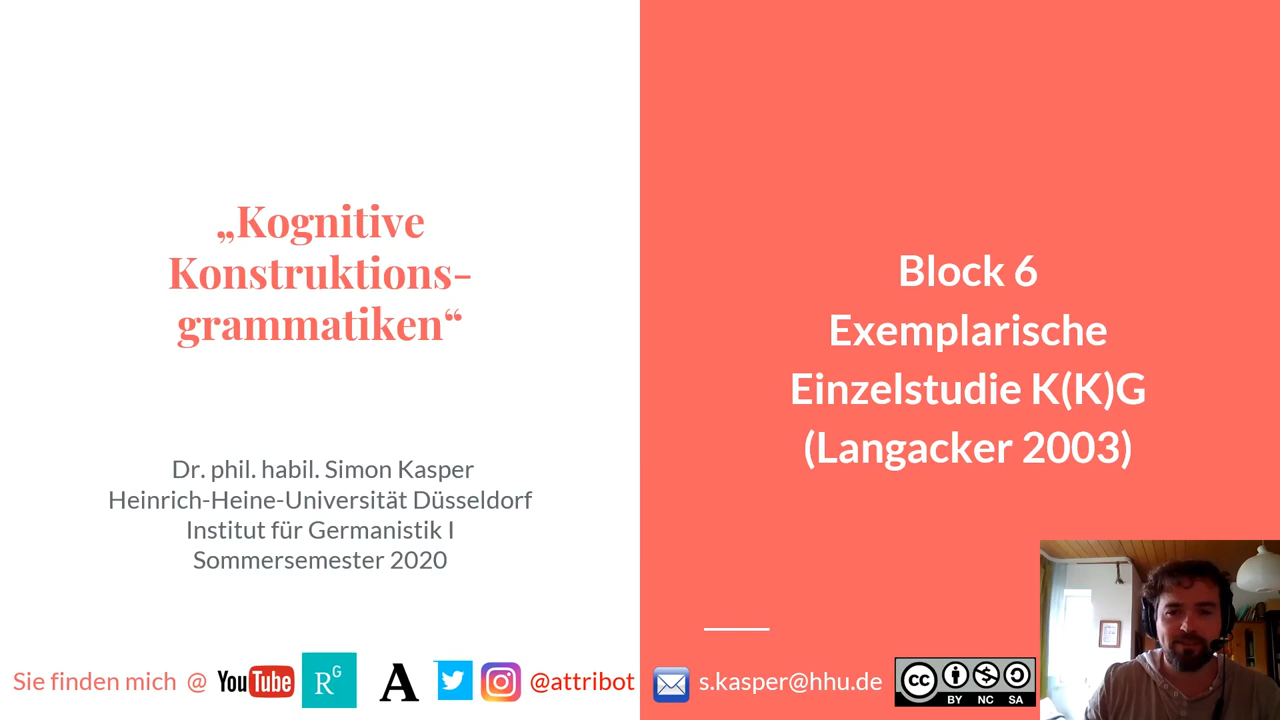 „Kognitive
Konstruktions-
grammatiken“
Dr. phil. habil. Simon Kasper
Heinrich-Heine-Universität Düsseldorf
Institut für Germanistik I
Sommersemester 2020
Block 6
Exemplarische
Einzelstudie K(K)G
(Langacker 2003)
Sie finden mich @ YouTube RG A @attribot s.kasper@hhu.de cc BY NC SA